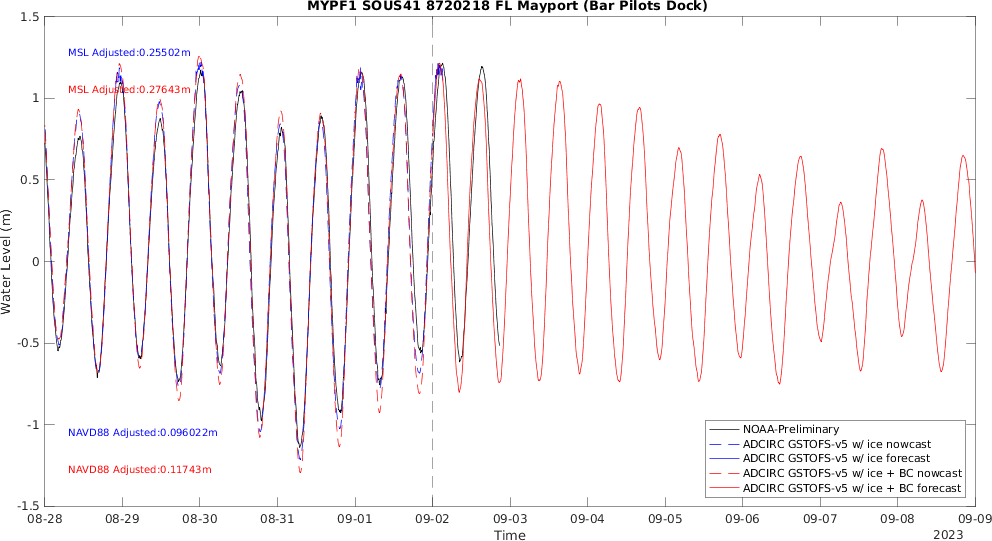 MYPF1 SOUS41 8720218 FL Mayport (Bar Pilots Dock)
1.5
1
0.5
0
-0.5
-1
-1.5
Water Level (m)
MSL Adjusted:0.25502m
MSL Adjusted:0.27643m
NAVD88 Adjusted:0.096022m
NAVD88 Adjusted:0.11743m
NOAA-Preliminary
ADCIRC GSTOFS-v5 w/ ice nowcast
ADCIRC GSTOFS-v5 w/ ice forecast
ADCIRC GSTOFS-v5 w/ ice + BC nowcast
ADCIRC GSTOFS-v5 w/ ice + BC forecast
08-28 08-29 08-30 08-31 09-01 09-02 09-03 09-04 09-05 09-06 09-07 09-08 09-09
Time
2023